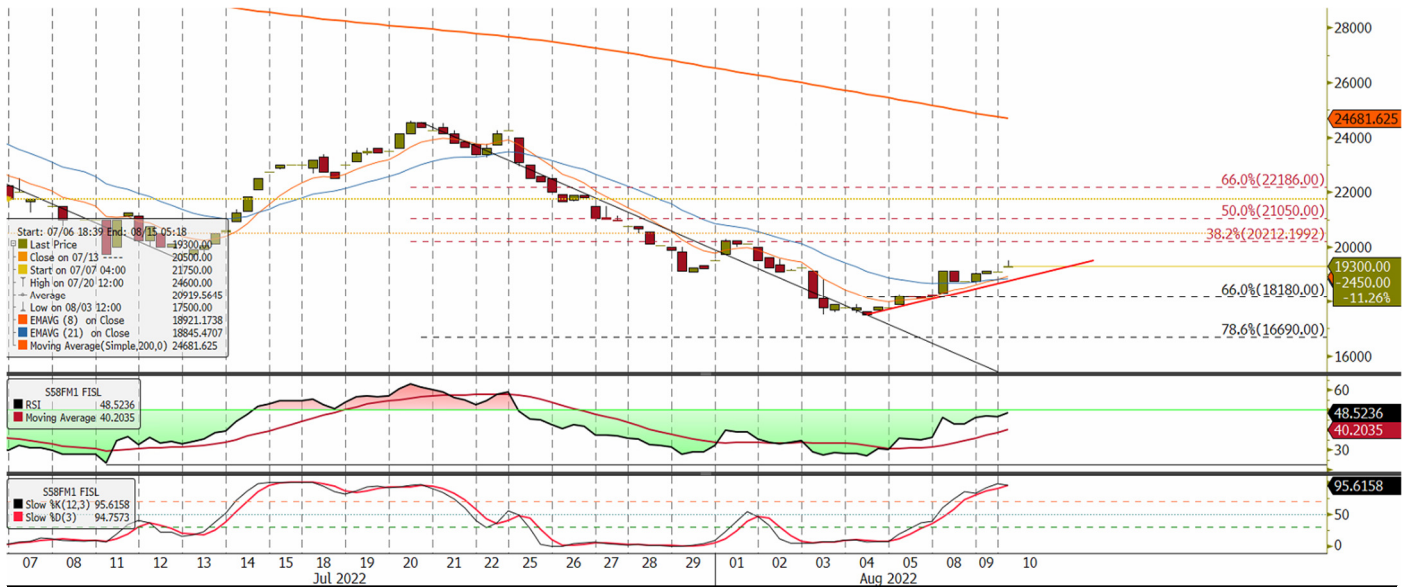 28000
26000
24681.625
24000
66.0%(22186.00)
22000
50.0%(21050.00)
38.2%(20212.1992)
20000
19300.00
-2450.00
-11.26%
66.0%(18180.00)
78.6%(16690.00)
16000
Start: 07/06 18:39 End: 08/15 05:18
Last Price 19300.00
Close on 07/13 ---- 20500.00
Start on 07/07 04:00 21750.00
High on 07/20 12:00 24600.00
Average 20919.5645
Low on 08/03 12:00 17500.00
EMAVG (8) on Close 18921.1738
EMAVG (21) on Close 18845.4707
Moving Average(Simple,200,0) 24681.625
S58FM1 FISL
RSI 48.5236
Moving Average 40.2035
60
48.5236
40.2035
30
S58FM1 FISL
Slow %K(12,3) 95.6158
Slow %D(3) 94.7573
95.6158
50
0
07 08 11 12 13 14 15 18 19 20 21 22 25 26 27 28 29 01 02 03 04 05 08 09 10
Jul 2022 Aug 2022